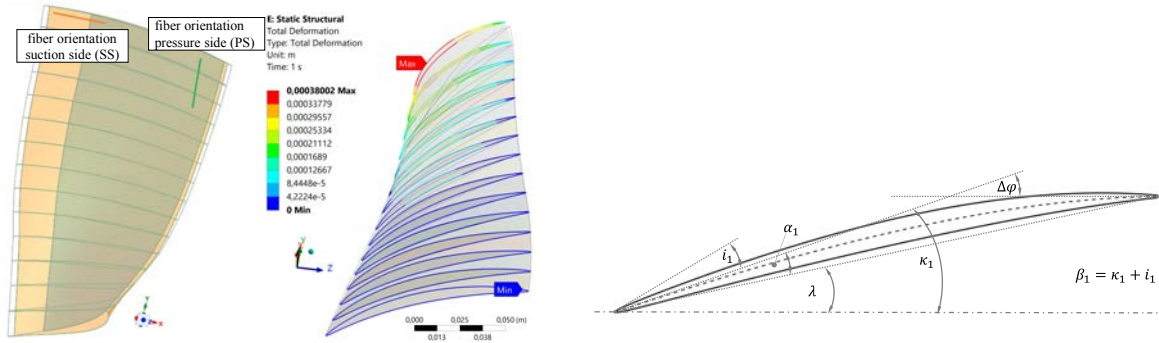 fiber orientation
suction side (SS)
fiber orientation
pressure side (PS)
E: Static Structural
Total Deformation
Type: Total Deformation
Unit: m
Time: 1 s
0,00038002 Max
0,00033779
0,00029557
0,00025334
0,00021112
0,0001689
0,00012667
8,4448e-5
4,2224e-5
0 Min
Max
Min
Y
Z
Y
Z
X
0,000 0,025 0,050 (m)
0,013 0,038
Δφ
α₁
i₁
κ₁
λ
β₁ = κ₁ + i₁